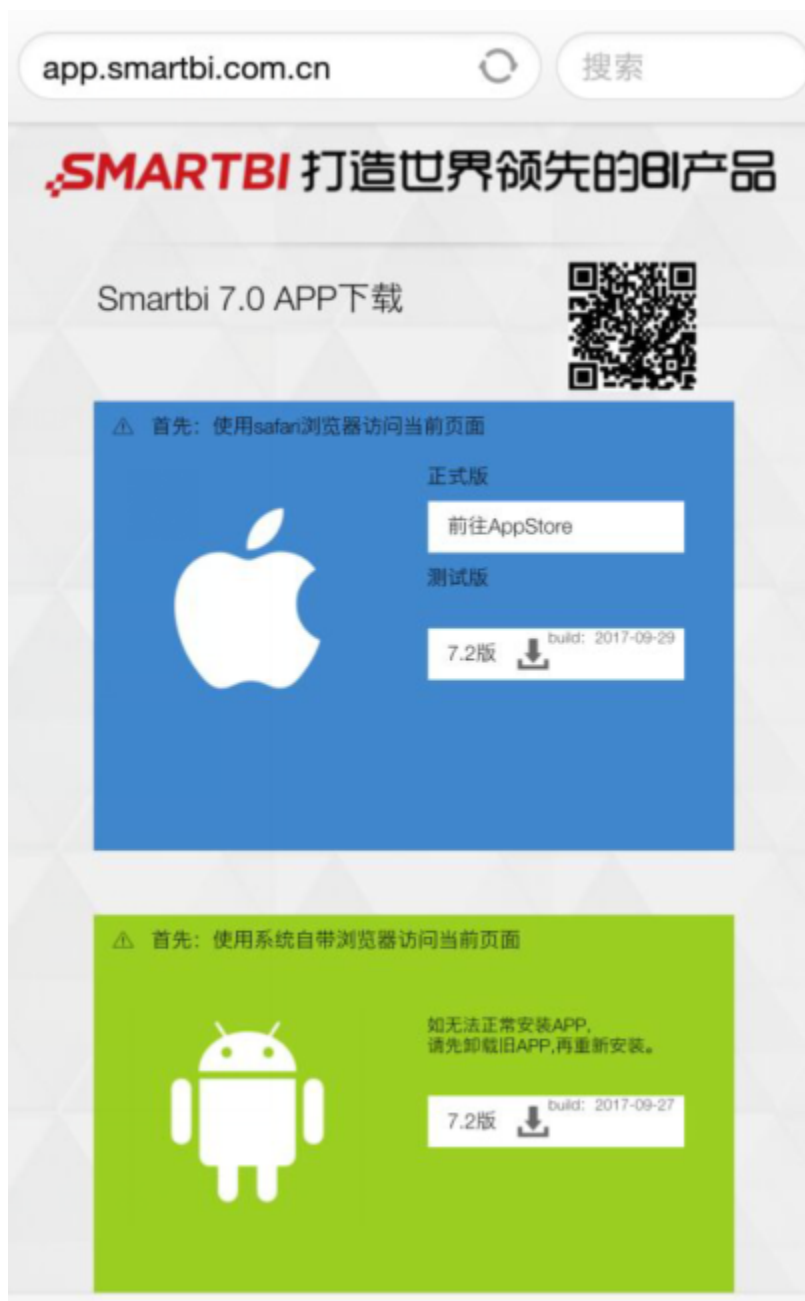 app.smartbi.com.cn
搜索
SMARTBI 打造世界领先的BI产品
Smartbi 7.0 APP下载
首先：使用safari浏览器访问当前页面
正式版
前往AppStore
测试版
7.2版 build：2017-09-29
首先：使用系统自带浏览器访问当前页面
如无法正常安装APP,
请先卸载旧APP,再重新安装。
7.2版 build：2017-09-27